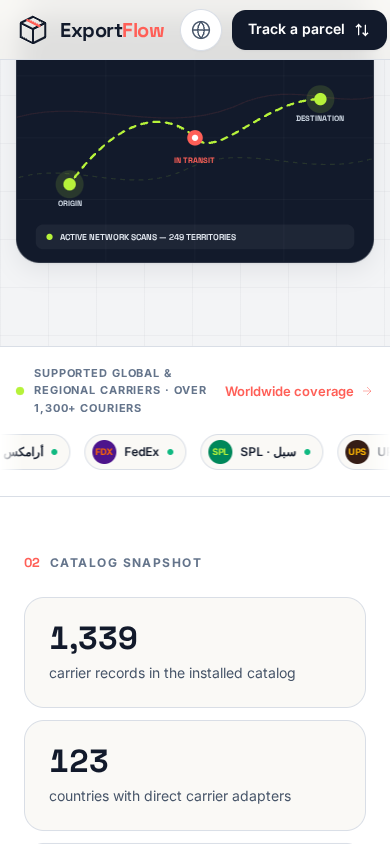 ExportFlow
Track a parcel
DESTINATION
IN TRANSIT
ORIGIN
ACTIVE NETWORK SCANS — 249 TERRITORIES
SUPPORTED GLOBAL &
REGIONAL CARRIERS · OVER
1,300+ COURIERS
Worldwide coverage
أرامكس
FDX FedEx
SPL SPL · سبل
UPS
02 CATALOG SNAPSHOT
1,339
carrier records in the installed catalog
123
countries with direct carrier adapters